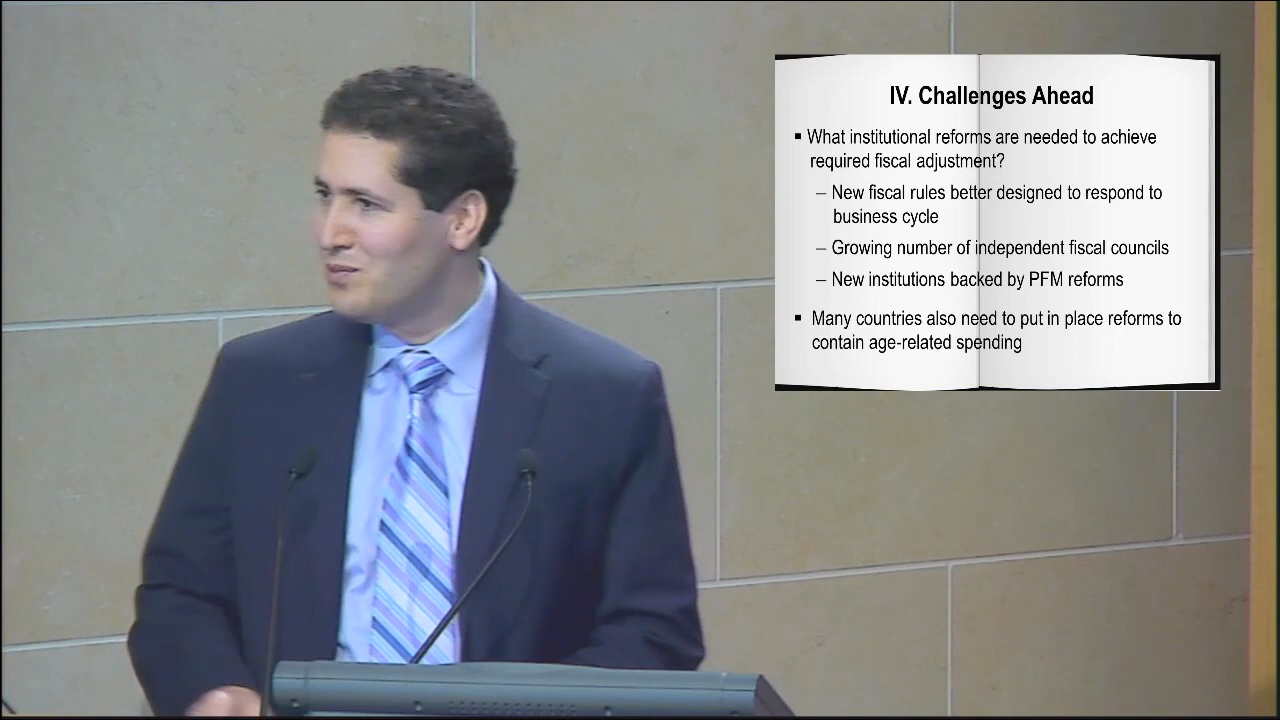 IV. Challenges Ahead
▪ What institutional reforms are needed to achieve
required fiscal adjustment?
– New fiscal rules better designed to respond to
business cycle
– Growing number of independent fiscal councils
– New institutions backed by PFM reforms
▪ Many countries also need to put in place reforms to
contain age-related spending